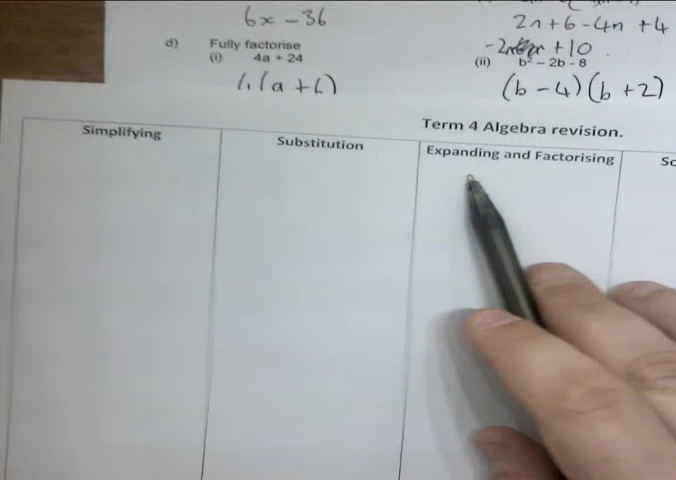 6x - 36
2n + 6 - 4n + 4
d) Fully factorise
-2n + 10
(i) 4a + 24
(ii) b² - 2b - 8
(a + 6)
(b - 4)(b + 2)
Term 4 Algebra revision.
Simplifying
Substitution
Expanding and Factorising